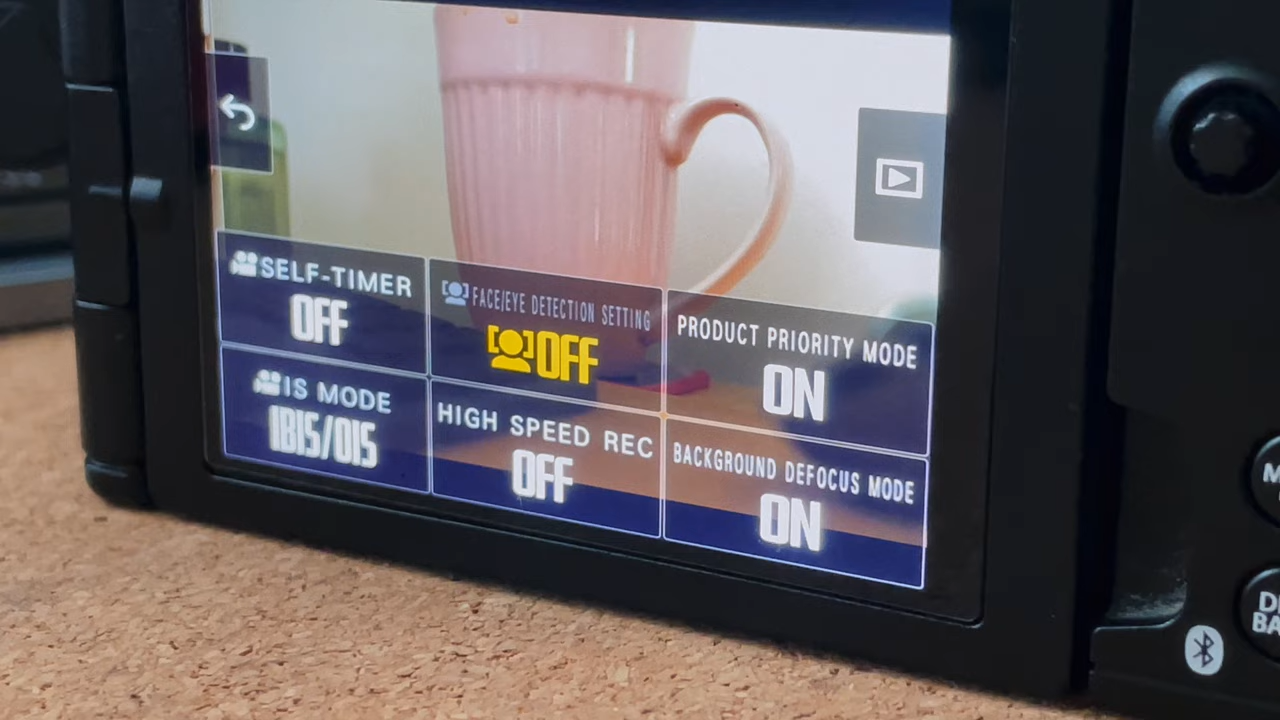 SELF-TIMER
OFF
FACE/EYE DETECTION SETTING
OFF
PRODUCT PRIORITY MODE
ON
IS MODE
IBIS/OIS
HIGH SPEED REC
OFF
BACKGROUND DEFOCUS MODE
ON